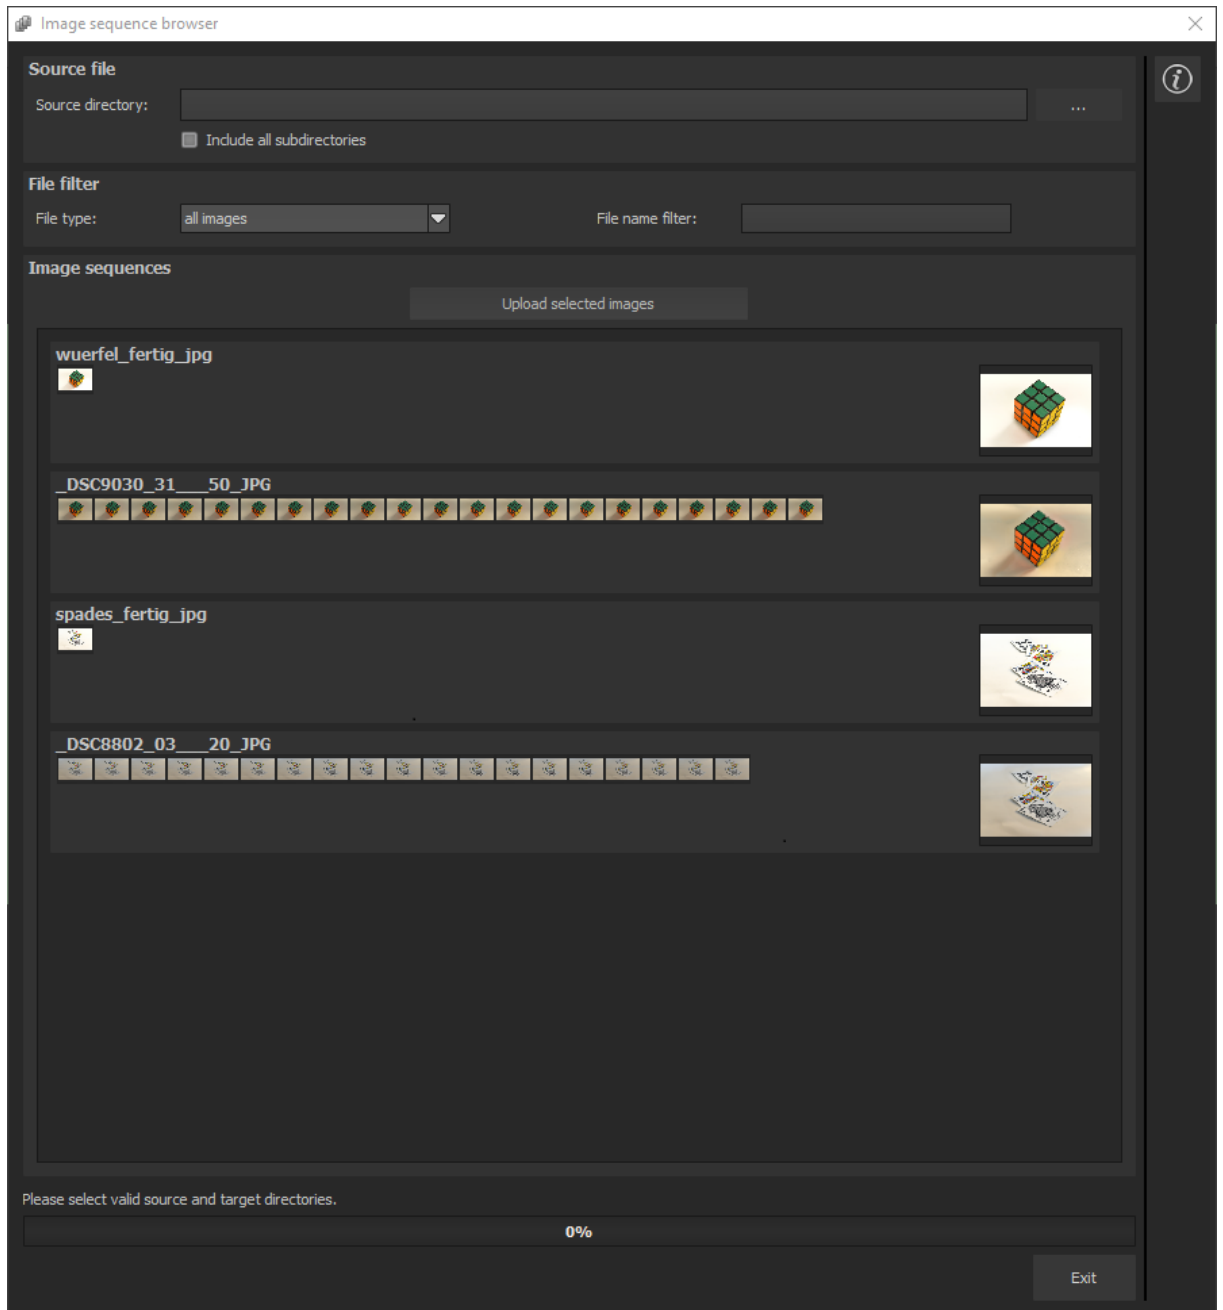 Image sequence browser
Source file
Source directory:
...
Include all subdirectories
File filter
File type:
all images
File name filter:
Image sequences
Upload selected images
wuerfel_fertig_jpg
_DSC9030_31___50_JPG
spades_fertig_jpg
_DSC8802_03___20_JPG
Please select valid source and target directories.
0%
Exit